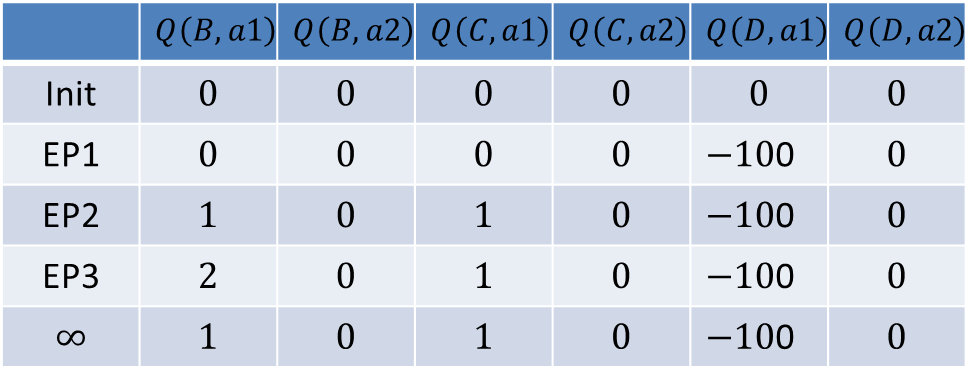 Q(B, a1) Q(B, a2) Q(C, a1) Q(C, a2) Q(D, a1) Q(D, a2)
Init 0 0 0 0 0 0
EP1 0 0 0 0 −100 0
EP2 1 0 1 0 −100 0
EP3 2 0 1 0 −100 0
∞ 1 0 1 0 −100 0